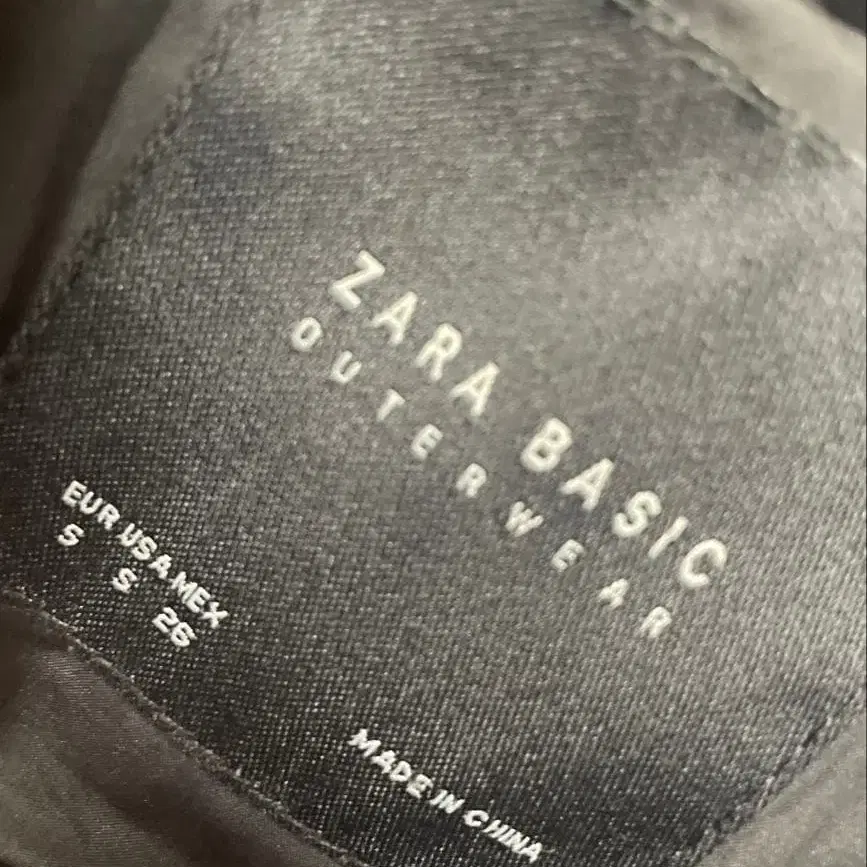 ZARA BASIC
OUTERWEAR
EUR USA MEX
S S 26
MADE IN CHINA